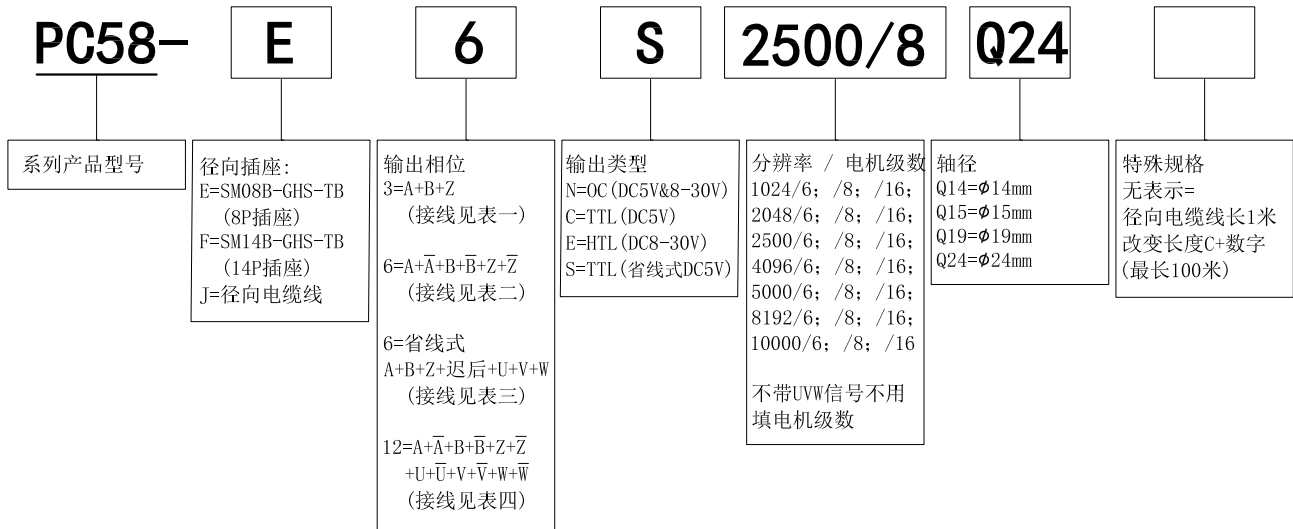 PC58- E 6 S 2500/8 Q24
系列产品型号
径向插座:
E=SM08B-GHS-TB
(8P插座)
F=SM14B-GHS-TB
(14P插座)
J=径向电缆线
输出相位
3=A+B+Z
(接线见表一)
6=A+A̅+B+B̅+Z+Z̅
(接线见表二)
6=省线式
A+B+Z+迟后+U+V+W
(接线见表三)
12=A+A̅+B+B̅+Z+Z̅
+U+U̅+V+V̅+W+W̅
(接线见表四)
输出类型
N=OC(DC5V&8-30V)
C=TTL(DC5V)
E=HTL(DC8-30V)
S=TTL(省线式DC5V)
分辨率 / 电机级数
1024/6; /8; /16;
2048/6; /8; /16;
2500/6; /8; /16;
4096/6; /8; /16;
5000/6; /8; /16;
8192/6; /8; /16;
10000/6; /8; /16
不带UVW信号不用
填电机级数
轴径
Q14=ϕ14mm
Q15=ϕ15mm
Q19=ϕ19mm
Q24=ϕ24mm
特殊规格
无表示=
径向电缆线长1米
改变长度C+数字
(最长100米)